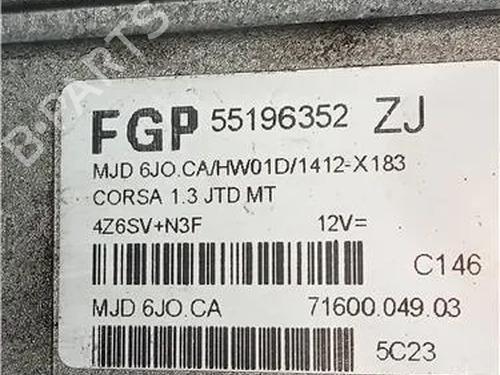 B-PARTS
FGP 55196352 ZJ
MJD 6JO.CA/HW01D/1412-X183
CORSA 1.3 JTD MT
4Z6SV+N3F 12V=
C146
MJD 6JO.CA 71600.049.03
5C23